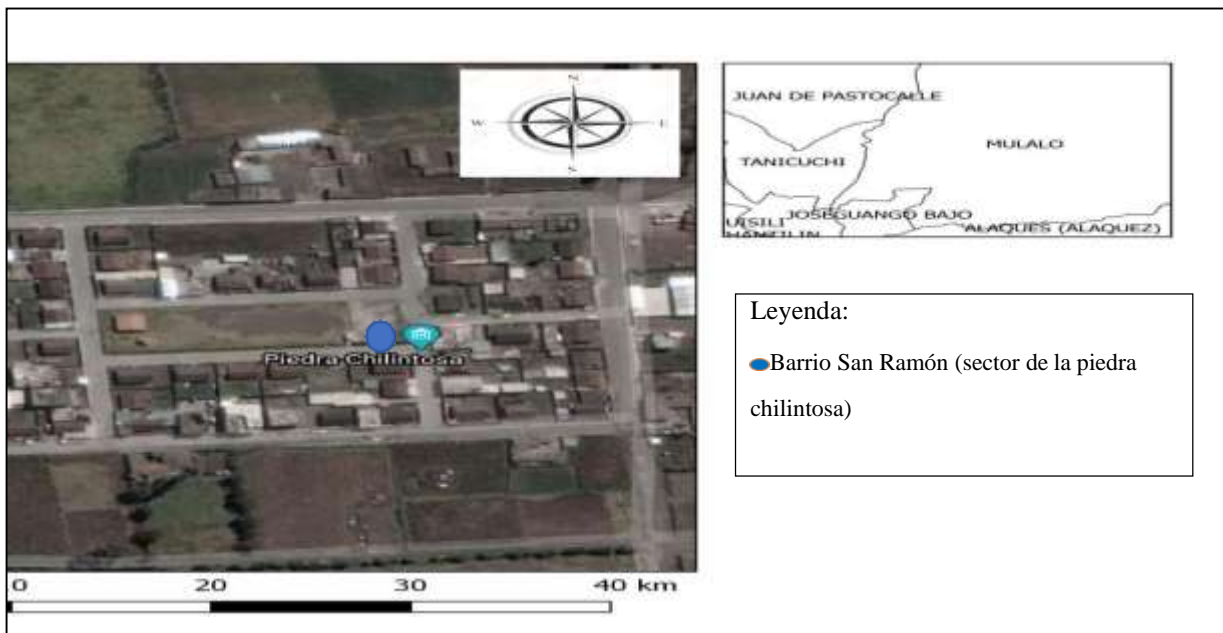 N
W
E
Piedra Chilintosa
0 20 30 40 km
JUAN DE PASTOCALLE
MULALO
TANICUCHI
UISILI
JOSEGUANGO BAJO
ALAQUES (ALAQUEZ)
Leyenda:
Barrio San Ramón (sector de la piedra
chilintosa)